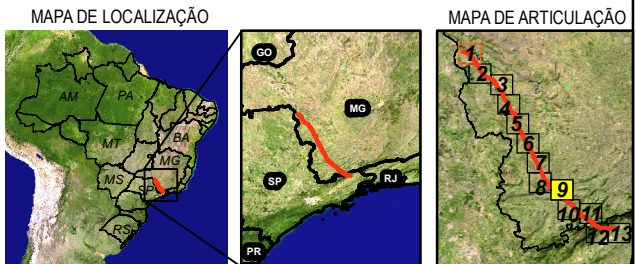 MAPA DE LOCALIZAÇÃO
AM
PA
MT
BA
MG
MS
SP
RS
GO
MG
SP
RJ
PR
MAPA DE ARTICULAÇÃO
1
2
3
4
5
6
7
8
9
10
11
12
13